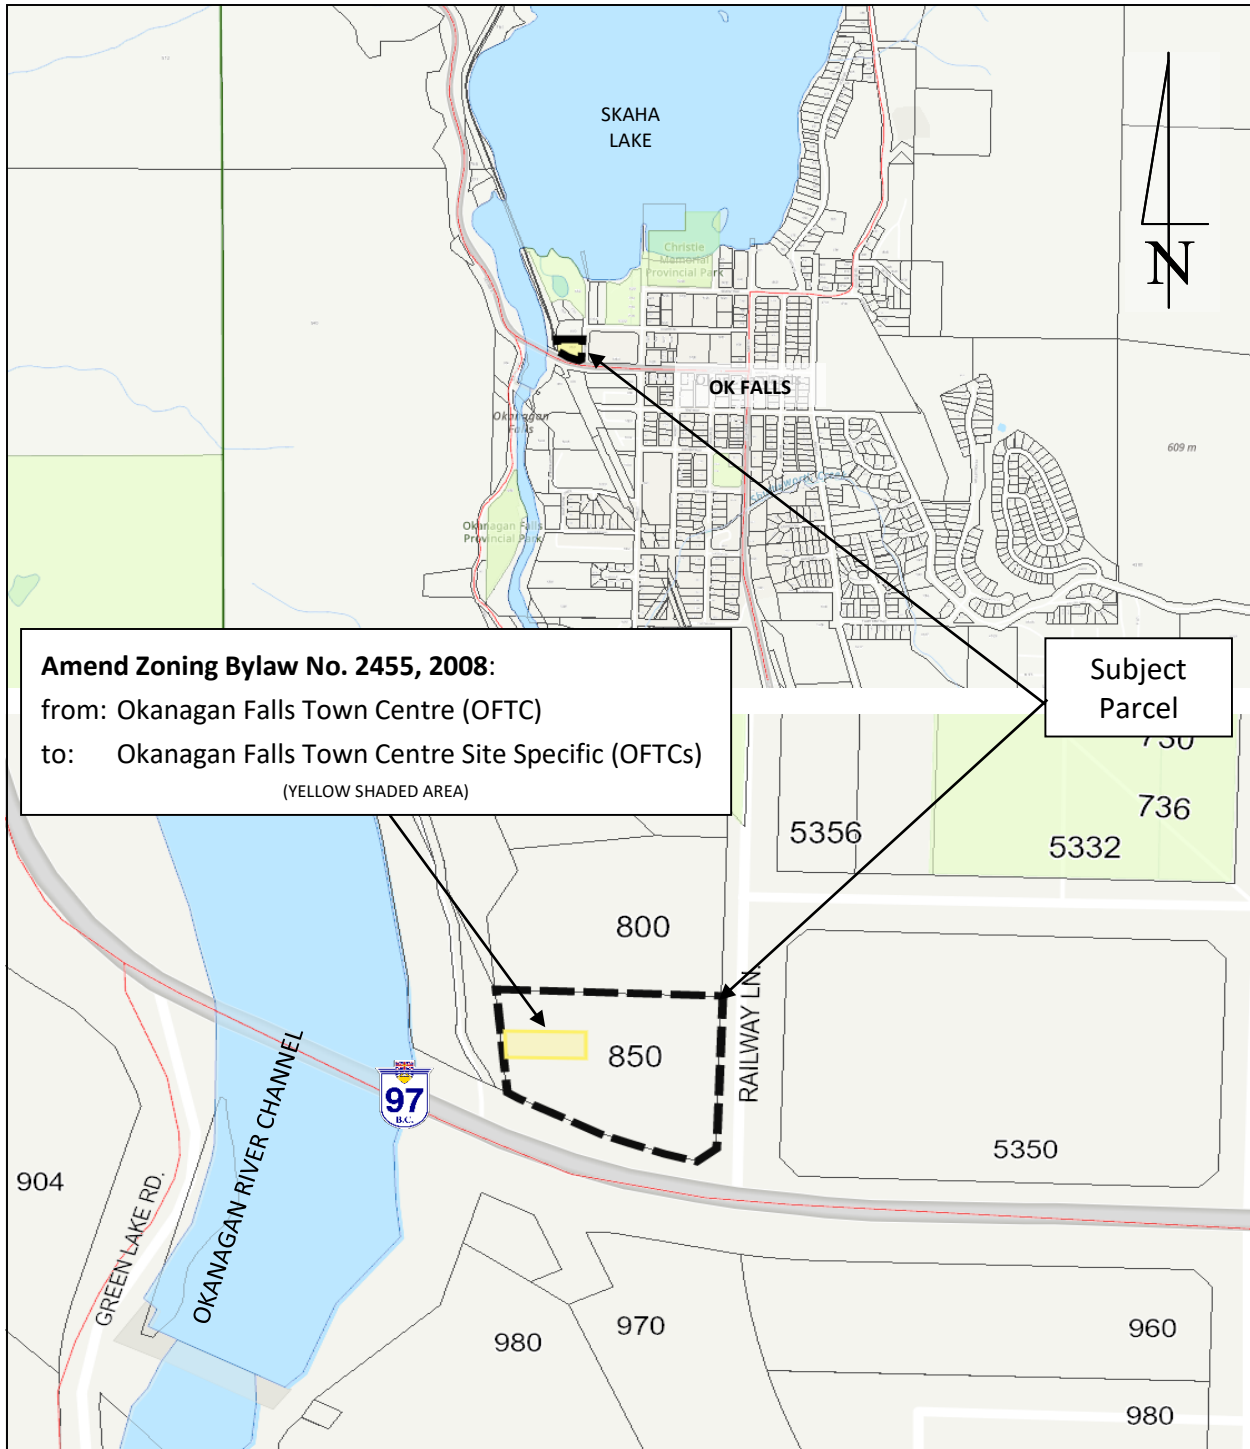 SKAHA
LAKE
Christie
Memorial
Provincial Park
N
OK FALLS
Okanagan
Falls
609 m
Shuttleworth Creek
Okanagan Falls
Provincial Park
Amend Zoning Bylaw No. 2455, 2008:
from: Okanagan Falls Town Centre (OFTC)
to: Okanagan Falls Town Centre Site Specific (OFTCs)
(YELLOW SHADED AREA)
Subject
Parcel
730
736
5356
5332
800
RAILWAY LN.
850
97
B.C.
OKANAGAN RIVER CHANNEL
5350
904
GREEN LAKE RD.
970
980
960
980